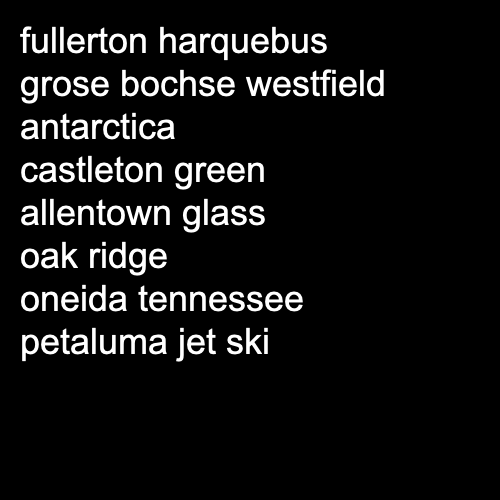 fullerton harquebus
grose bochse westfield
antarctica
castleton green
allentown glass
oak ridge
oneida tennessee
petaluma jet ski